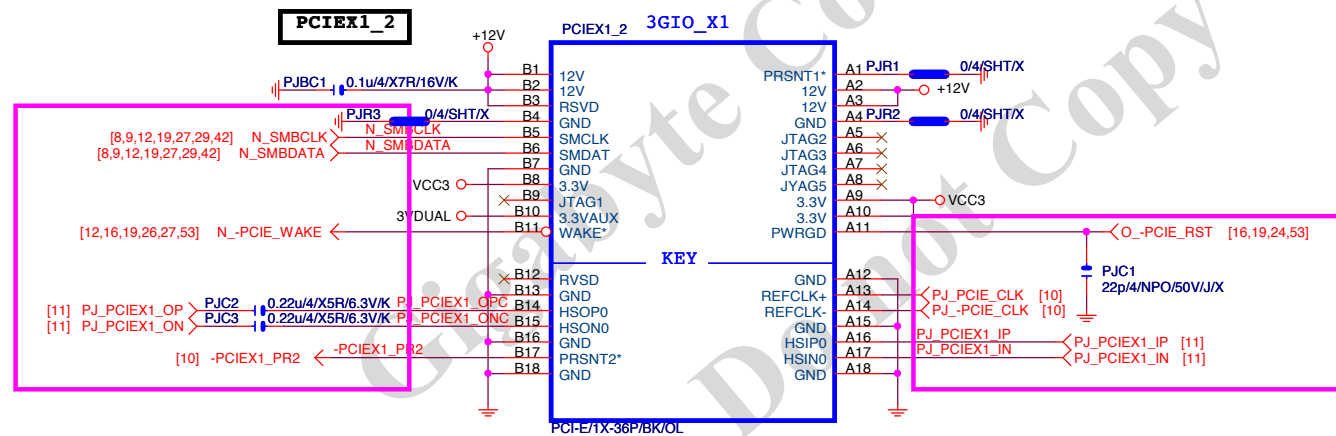 PCIEX1_2
PCIEX1_2 3GIO_X1
+12V
PJBC1 0.1u/4/X7R/16V/K
PJR3 0/4/SHT/X
[8,9,12,19,27,29,42] N_SMBCLK N_SMBCLK
[8,9,12,19,27,29,42] N_SMBDATA N_SMBDATA
VCC3
3VDUAL
[12,16,19,26,27,53] N_-PCIE_WAKE
[11] PJ_PCIEX1_OP PJC2 0.22u/4/X5R/6.3V/K PJ_PCIEX1_OPC
[11] PJ_PCIEX1_ON PJC3 0.22u/4/X5R/6.3V/K PJ_PCIEX1_ONC
[10] -PCIEX1_PR2 -PCIEX1_PR2
B1 12V
B2 12V
B3 RSVD
B4 GND
B5 SMCLK
B6 SMDAT
B7 GND
B8 3.3V
B9 JTAG1
B10 3.3VAUX
B11 WAKE*
KEY
B12 RVSD
B13 GND
B14 HSOP0
B15 HSON0
B16 GND
B17 PRSNT2*
B18 GND
PRSNT1* A1 PJR1 0/4/SHT/X
12V A2 +12V
12V A3
GND A4 PJR2 0/4/SHT/X
JTAG2 A5
JTAG3 A6
JTAG4 A7
JYAG5 A8
3.3V A9 VCC3
3.3V A10
PWRGD A11 O_-PCIE_RST [16,19,24,53]
PJC1
22p/4/NPO/50V/J/X
GND A12
REFCLK+ A13 PJ_PCIE_CLK [10]
REFCLK- A14 PJ_-PCIE_CLK [10]
GND A15
HSIP0 A16 PJ_PCIEX1_IP PJ_PCIEX1_IP [11]
HSIN0 A17 PJ_PCIEX1_IN PJ_PCIEX1_IN [11]
GND A18
PCI-E/1X-36P/BK/OL
Gigabyte Co
Do not Copy